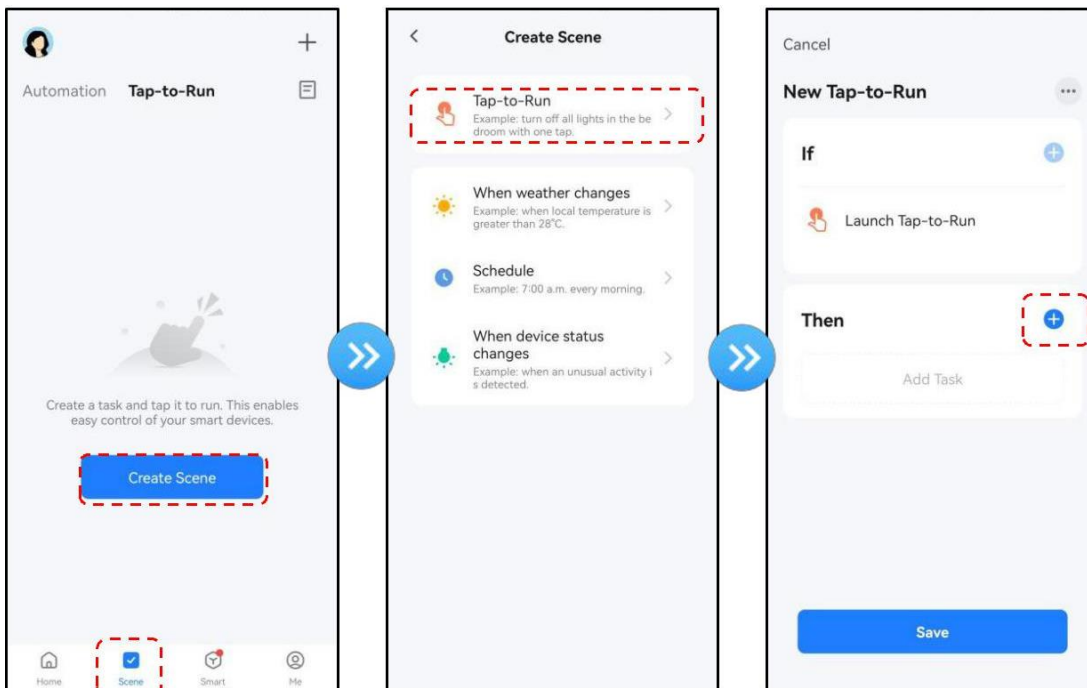 Automation Tap-to-Run
Create a task and tap it to run. This enables
easy control of your smart devices.
Create Scene
Home Scene Smart Me
Create Scene
Tap-to-Run
Example: turn off all lights in the be
droom with one tap.
When weather changes
Example: when local temperature is
greater than 28°C.
Schedule
Example: 7:00 a.m. every morning.
When device status
changes
Example: when an unusual activity i
s detected.
Cancel
New Tap-to-Run
If
Launch Tap-to-Run
Then
Add Task
Save